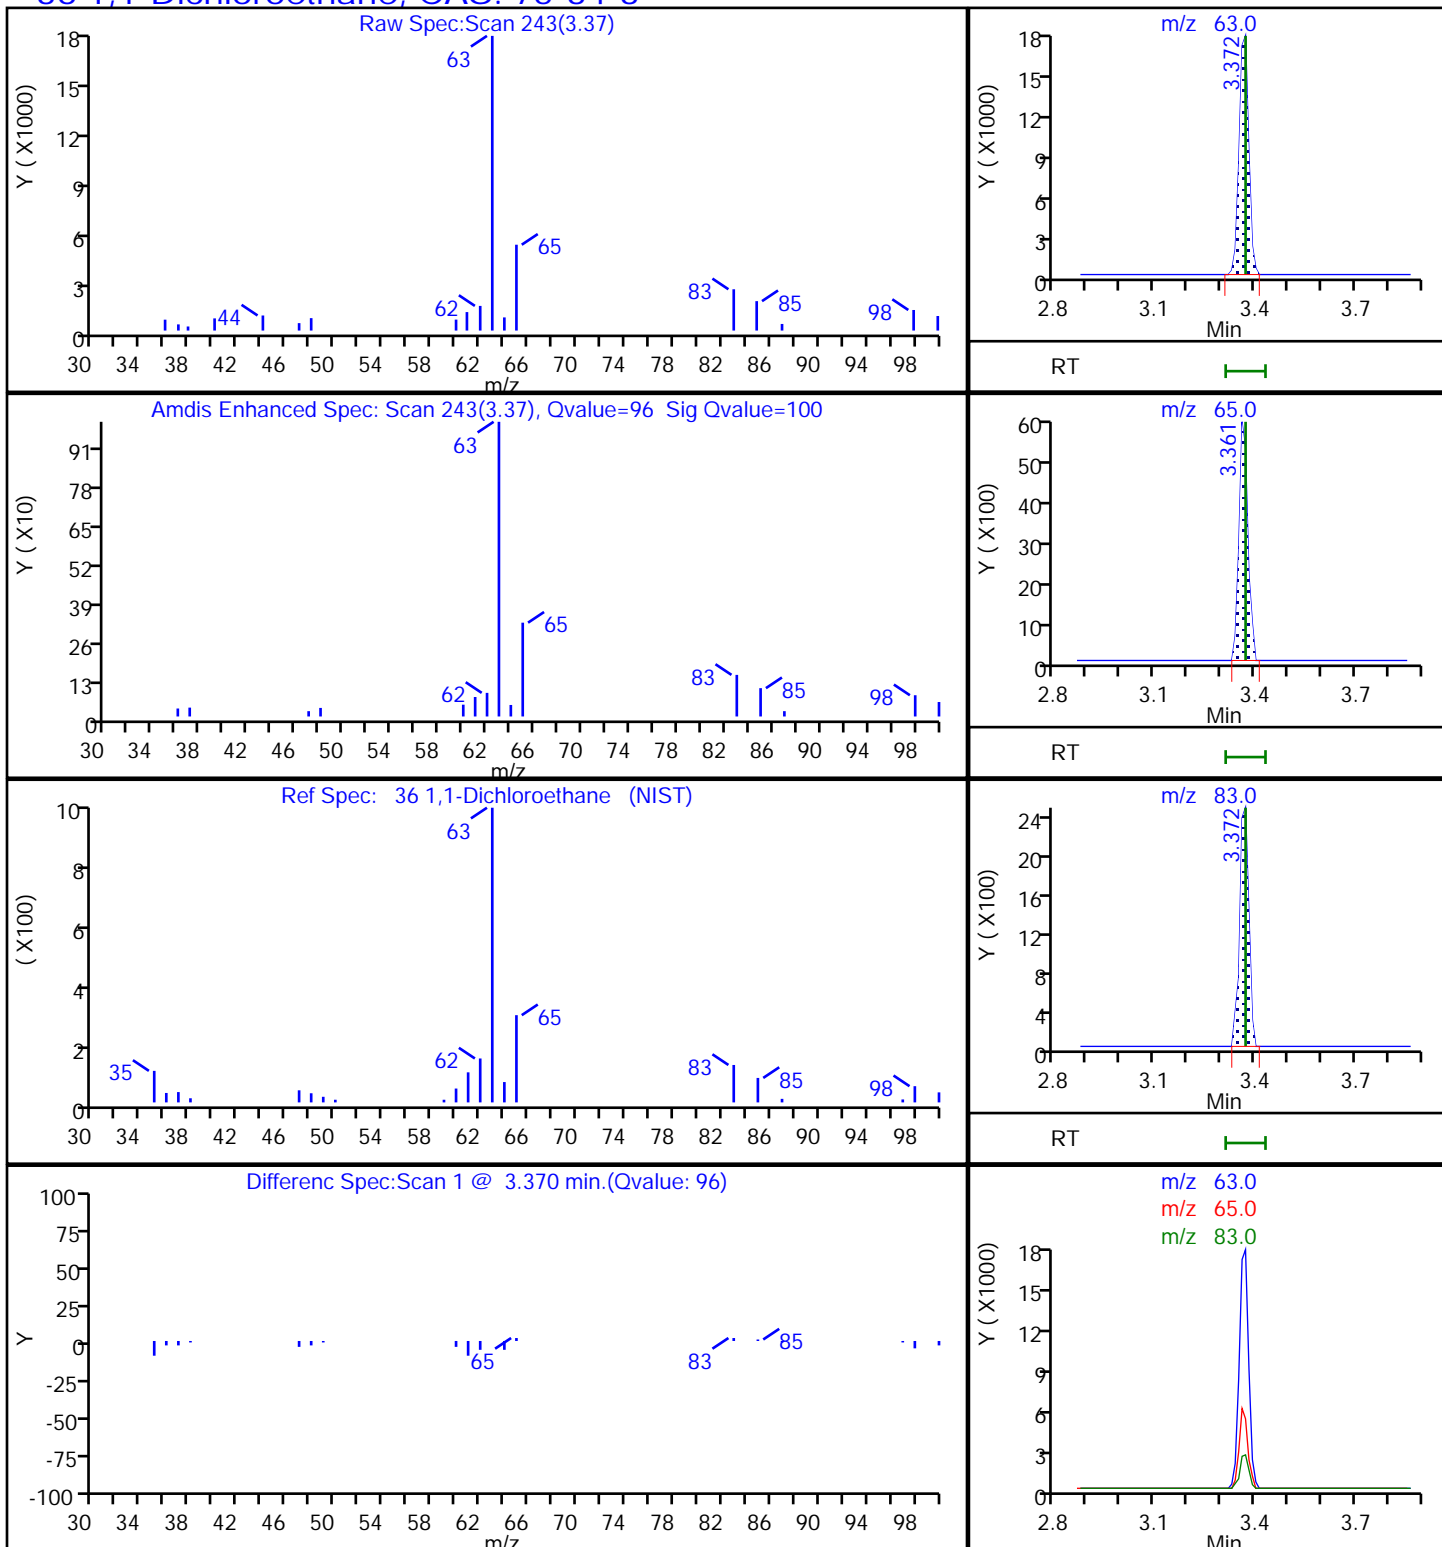 Raw Spec:Scan 243(3.37)
Y ( X1000)
18
15
12
9
6
3
0
63
65
62
44
83
85
98
30 34 38 42 46 50 54 58 62 66 70 74 78 82 86 90 94 98
m/z
m/z 63.0
Y ( X1000)
18
15
12
9
6
3
0
3.372
2.8 3.1 3.4 3.7
Min
RT
Amdis Enhanced Spec: Scan 243(3.37), Qvalue=96 Sig Qvalue=100
Y ( X10)
91
78
65
52
39
26
13
0
63
65
62
83
85
98
30 34 38 42 46 50 54 58 62 66 70 74 78 82 86 90 94 98
m/z
m/z 65.0
Y ( X100)
60
50
40
30
20
10
0
3.361
2.8 3.1 3.4 3.7
Min
RT
Ref Spec: 36 1,1-Dichloroethane (NIST)
( X100)
10
8
6
4
2
0
63
65
62
35
83
85
98
30 34 38 42 46 50 54 58 62 66 70 74 78 82 86 90 94 98
m/z 83.0
Y ( X100)
24
20
16
12
8
4
0
3.372
2.8 3.1 3.4 3.7
Min
RT
Differenc Spec:Scan 1 @ 3.370 min.(Qvalue: 96)
Y
100
75
50
25
0
-25
-50
-75
-100
65
83
85
30 34 38 42 46 50 54 58 62 66 70 74 78 82 86 90 94 98
m/z
m/z 63.0
m/z 65.0
m/z 83.0
Y ( X1000)
18
15
12
9
6
3
0
2.8 3.1 3.4 3.7
Min